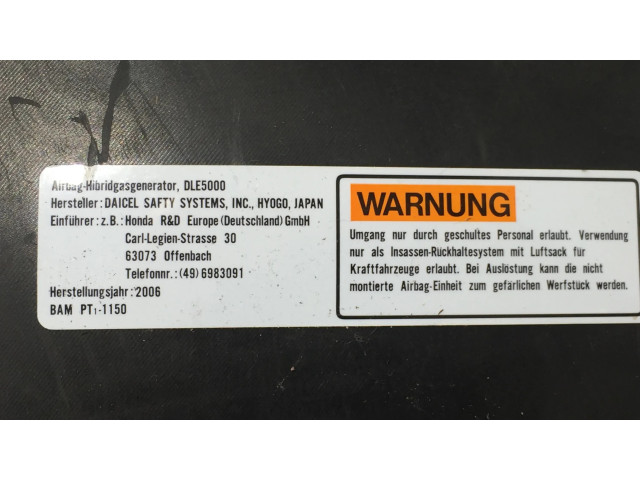 Airbag-Hibridgasgenerator, DLE5000
Hersteller: DAICEL SAFTY SYSTEMS, INC., HYOGO, JAPAN
Einführer: z.B.: Honda R&D Europe (Deutschland) GmbH
Carl-Legien-Strasse 30
63073 Offenbach
Telefonnr.: (49) 6983091
Herstellungsjahr: 2006
BAM PT₁-1150
WARNUNG
Umgang nur durch geschultes Personal erlaubt. Verwendung
nur als Insassen-Rückhaltesystem mit Luftsack für
Kraftfahrzeuge erlaubt. Bei Auslöstung kann die nicht
montierte Airbag-Einheit zum gefärlichen Werfstück werden.